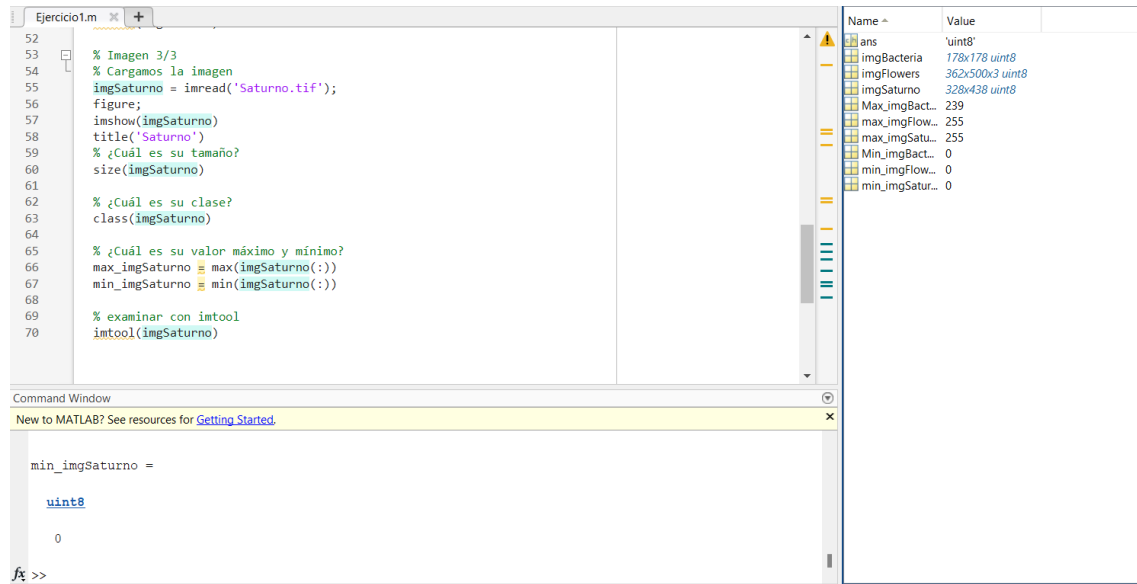 Ejercicio1.m
52
53 % Imagen 3/3
54 % Cargamos la imagen
55 imgSaturno = imread('Saturno.tif');
56 figure;
57 imshow(imgSaturno)
58 title('Saturno')
59 % ¿Cuál es su tamaño?
60 size(imgSaturno)
61
62 % ¿Cuál es su clase?
63 class(imgSaturno)
64
65 % ¿Cuál es su valor máximo y mínimo?
66 max_imgSaturno = max(imgSaturno(:))
67 min_imgSaturno = min(imgSaturno(:))
68
69 % examinar con imtool
70 imtool(imgSaturno)
Command Window
New to MATLAB? See resources for Getting Started.
min_imgSaturno =
uint8
0
fx >>
Name Value
ans 'uint8'
imgBacteria 178x178 uint8
imgFlowers 362x500x3 uint8
imgSaturno 328x438 uint8
Max_imgBact... 239
max_imgFlow... 255
max_imgSatu... 255
Min_imgBact... 0
min_imgFlow... 0
min_imgSatur... 0